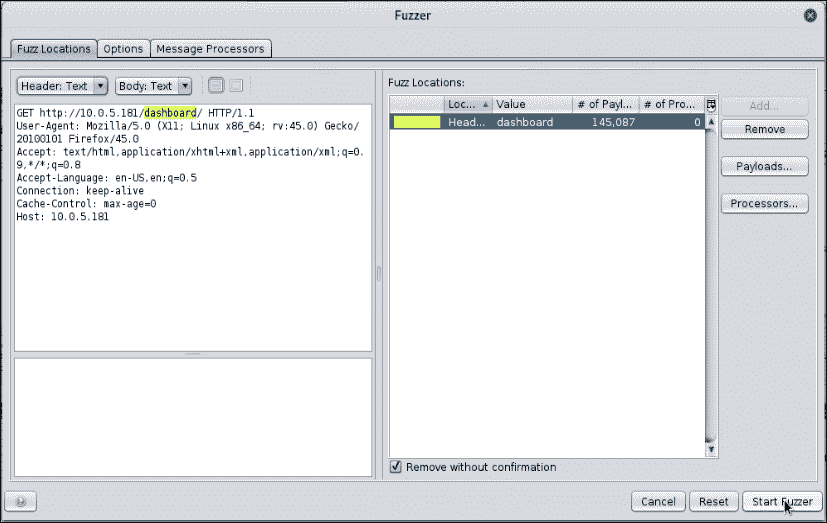 Fuzzer
Fuzz Locations Options Message Processors
Header: Text Body: Text
GET http://10.0.5.181/dashboard/ HTTP/1.1
User-Agent: Mozilla/5.0 (X11; Linux x86_64; rv:45.0) Gecko/
20100101 Firefox/45.0
Accept: text/html,application/xhtml+xml,application/xml;q=0.
9,*/*;q=0.8
Accept-Language: en-US,en;q=0.5
Connection: keep-alive
Cache-Control: max-age=0
Host: 10.0.5.181
Fuzz Locations:
Loc... Value # of Payl... # of Pro...
Head... dashboard 145,087 0
Add...
Remove
Payloads...
Processors...
Remove without confirmation
Cancel Reset Start Fuzzer